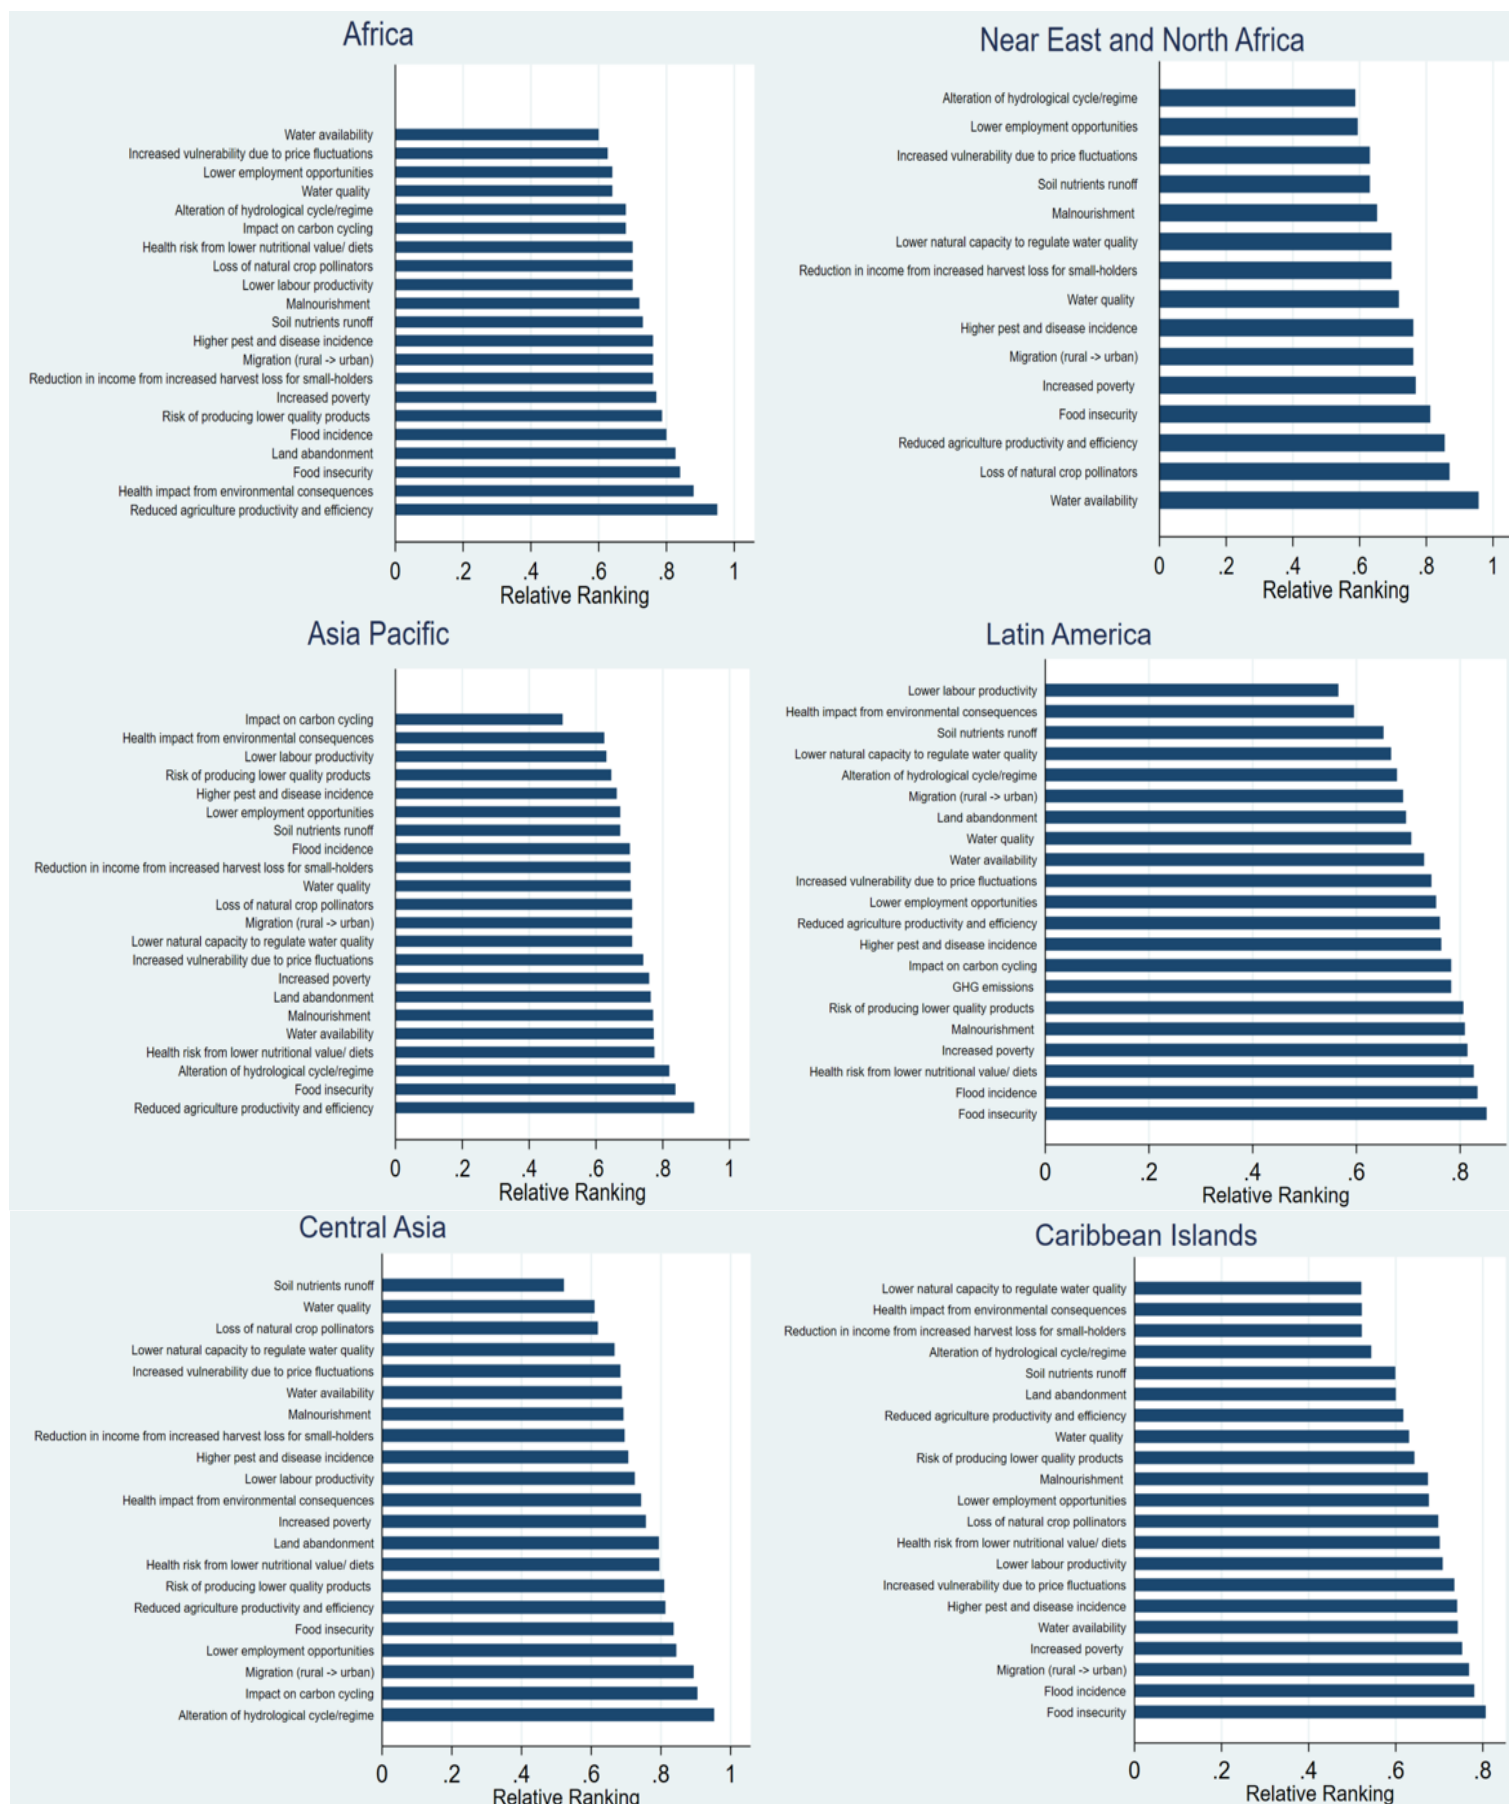 Africa
Water availability
Increased vulnerability due to price fluctuations
Lower employment opportunities
Water quality
Alteration of hydrological cycle/regime
Impact on carbon cycling
Health risk from lower nutritional value/ diets
Loss of natural crop pollinators
Lower labour productivity
Malnourishment
Soil nutrients runoff
Higher pest and disease incidence
Migration (rural -> urban)
Reduction in income from increased harvest loss for small-holders
Increased poverty
Risk of producing lower quality products
Flood incidence
Land abandonment
Food insecurity
Health impact from environmental consequences
Reduced agriculture productivity and efficiency
0 .2 .4 .6 .8 1
Relative Ranking
Near East and North Africa
Alteration of hydrological cycle/regime
Lower employment opportunities
Increased vulnerability due to price fluctuations
Soil nutrients runoff
Malnourishment
Lower natural capacity to regulate water quality
Reduction in income from increased harvest loss for small-holders
Water quality
Higher pest and disease incidence
Migration (rural -> urban)
Increased poverty
Food insecurity
Reduced agriculture productivity and efficiency
Loss of natural crop pollinators
Water availability
0 .2 .4 .6 .8 1
Relative Ranking
Asia Pacific
Impact on carbon cycling
Health impact from environmental consequences
Lower labour productivity
Risk of producing lower quality products
Higher pest and disease incidence
Lower employment opportunities
Soil nutrients runoff
Flood incidence
Reduction in income from increased harvest loss for small-holders
Water quality
Loss of natural crop pollinators
Migration (rural -> urban)
Lower natural capacity to regulate water quality
Increased vulnerability due to price fluctuations
Increased poverty
Land abandonment
Malnourishment
Water availability
Health risk from lower nutritional value/ diets
Alteration of hydrological cycle/regime
Food insecurity
Reduced agriculture productivity and efficiency
0 .2 .4 .6 .8 1
Relative Ranking
Latin America
Lower labour productivity
Health impact from environmental consequences
Soil nutrients runoff
Lower natural capacity to regulate water quality
Alteration of hydrological cycle/regime
Migration (rural -> urban)
Land abandonment
Water quality
Water availability
Increased vulnerability due to price fluctuations
Lower employment opportunities
Reduced agriculture productivity and efficiency
Higher pest and disease incidence
Impact on carbon cycling
GHG emissions
Risk of producing lower quality products
Malnourishment
Increased poverty
Health risk from lower nutritional value/ diets
Flood incidence
Food insecurity
0 .2 .4 .6 .8
Relative Ranking
Central Asia
Soil nutrients runoff
Water quality
Loss of natural crop pollinators
Lower natural capacity to regulate water quality
Increased vulnerability due to price fluctuations
Water availability
Malnourishment
Reduction in income from increased harvest loss for small-holders
Higher pest and disease incidence
Lower labour productivity
Health impact from environmental consequences
Increased poverty
Land abandonment
Health risk from lower nutritional value/ diets
Risk of producing lower quality products
Reduced agriculture productivity and efficiency
Food insecurity
Lower employment opportunities
Migration (rural -> urban)
Impact on carbon cycling
Alteration of hydrological cycle/regime
0 .2 .4 .6 .8 1
Relative Ranking
Caribbean Islands
Lower natural capacity to regulate water quality
Health impact from environmental consequences
Reduction in income from increased harvest loss for small-holders
Alteration of hydrological cycle/regime
Soil nutrients runoff
Land abandonment
Reduced agriculture productivity and efficiency
Water quality
Risk of producing lower quality products
Malnourishment
Lower employment opportunities
Loss of natural crop pollinators
Health risk from lower nutritional value/ diets
Lower labour productivity
Increased vulnerability due to price fluctuations
Higher pest and disease incidence
Water availability
Increased poverty
Migration (rural -> urban)
Flood incidence
Food insecurity
0 .2 .4 .6 .8
Relative Ranking